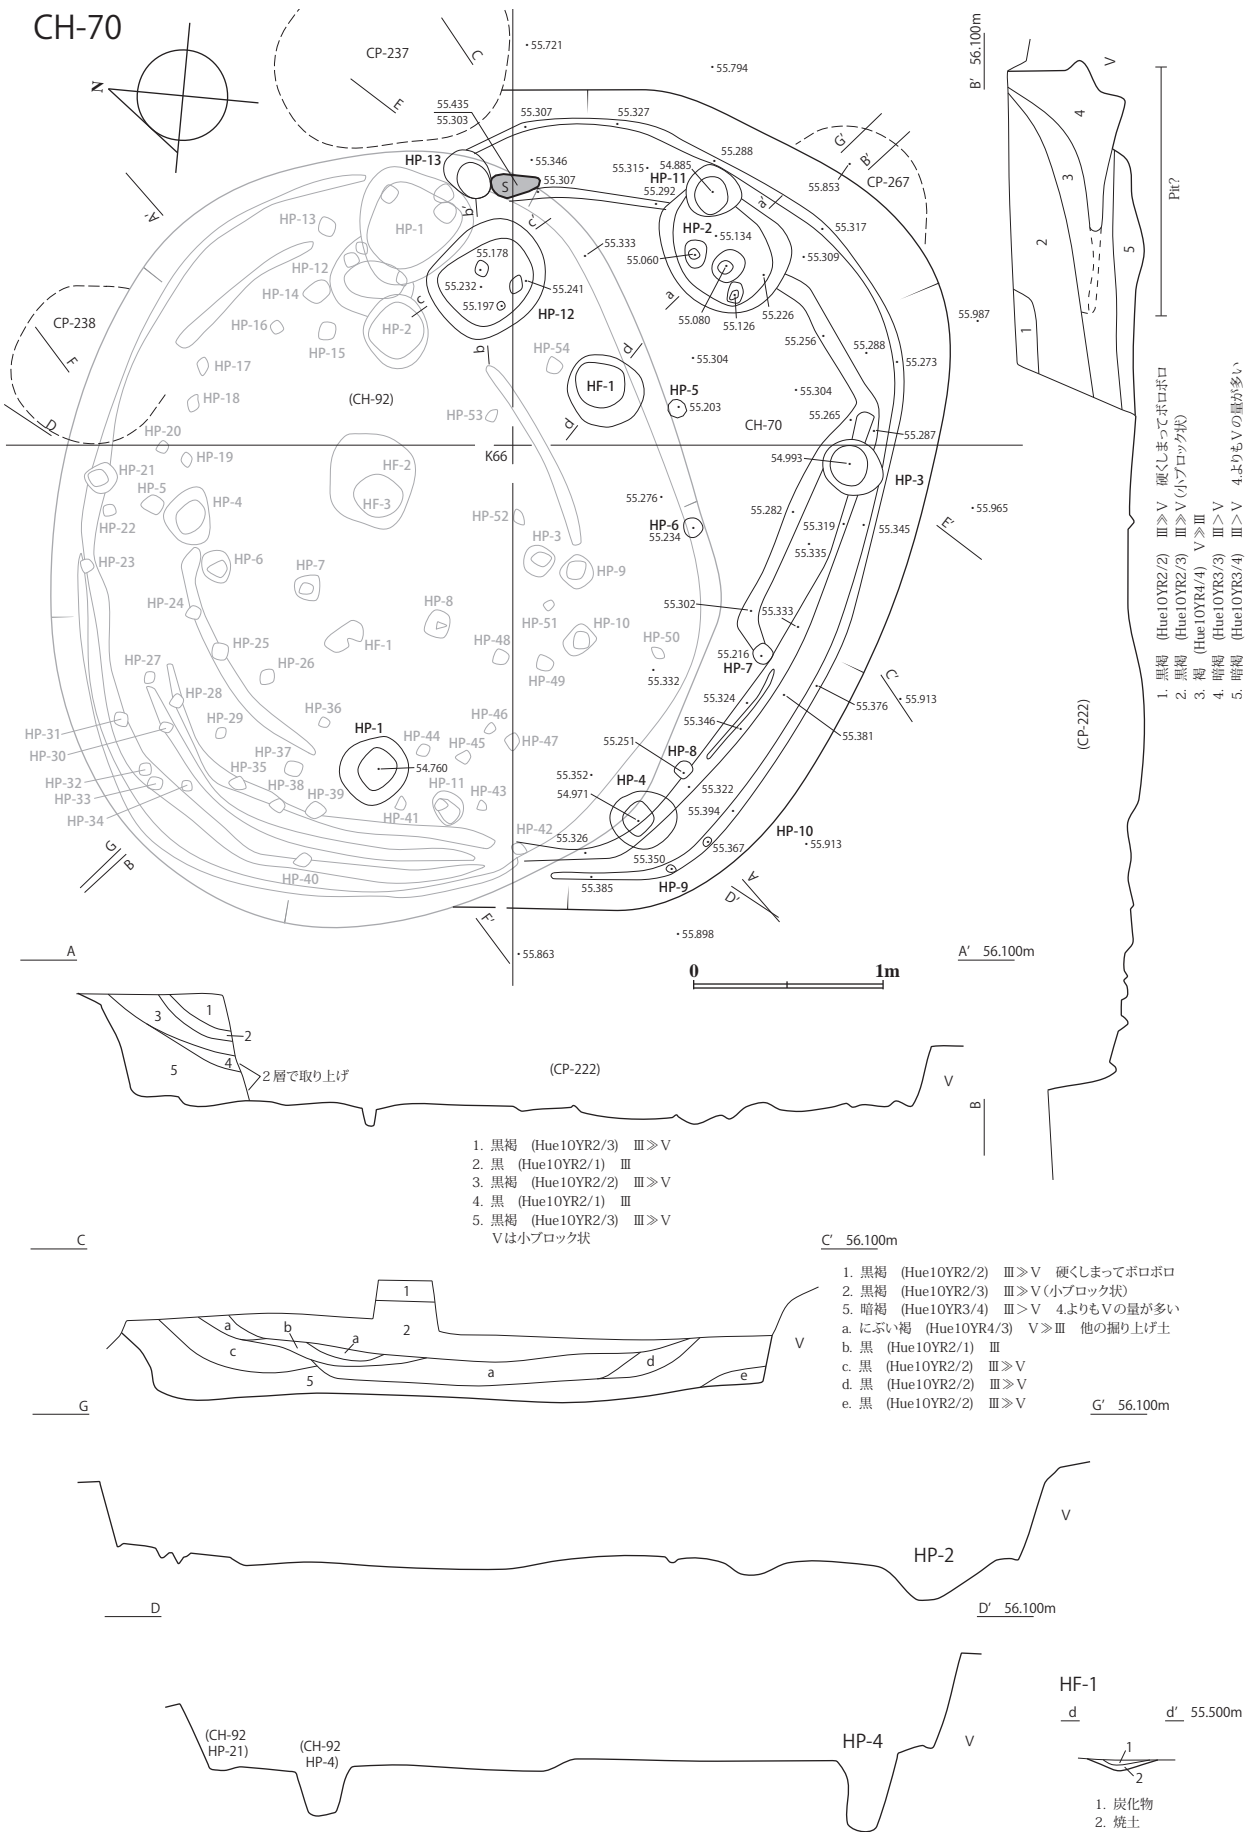 CH-70
N
CP-237
C
E
55.721
55.794
B' 56.100m
V
4
3
2
5
1
Pit?
55.435
55.303
55.307
55.327
55.288
G'
B'
CP-267
55.853
HP-13
S
55.346
55.307
55.315
54.885
HP-11
55.292
a'
A'
b'
c'
HP-13
HP-1
55.333
HP-2
55.134
55.317
55.060
55.309
HP-12
55.178
HP-14
55.232
55.241
c
a
55.197
HP-12
55.080
55.126
55.226
55.987
CP-238
F
D
HP-16
HP-2
HP-15
b
HP-54
d
55.256
55.288
55.273
55.304
HP-17
HP-18
(CH-92)
HF-1
d'
HP-5
55.203
55.304
55.265
55.287
HP-53
CH-70
HP-20
HP-19
K66
54.993
HP-3
HP-21
HP-5
HP-4
HF-2
HF-3
HP-22
HP-52
55.276
HP-6
55.234
55.282
55.319
55.345
55.335
E'
55.965
HP-23
HP-6
HP-7
HP-3
HP-9
HP-24
HP-8
HP-51
HP-10
55.302
55.333
HP-25
HF-1
HP-48
HP-50
55.216
HP-7
HP-27
HP-26
HP-49
55.332
C'
55.913
HP-28
HP-29
HP-36
HP-1
HP-46
55.324
55.376
HP-31
HP-30
HP-44
HP-45
HP-47
55.346
55.381
55.251
HP-8
HP-37
HP-35
54.760
HP-32
HP-33
HP-34
HP-38
HP-39
HP-11
HP-41
HP-43
55.352
HP-4
54.971
55.322
55.394
HP-42
55.326
HP-10
55.913
G
B
HP-40
55.350
55.367
55.385
HP-9
A
D'
F'
55.898
55.863
0 1m
1. 黒褐 (Hue10YR2/2) Ⅲ≫Ⅴ 硬くしまってボロボロ
2. 黒褐 (Hue10YR2/3) Ⅲ≫Ⅴ(小ブロック状)
3. 褐 (Hue10YR4/4) Ⅴ≫Ⅲ
4. 暗褐 (Hue10YR3/3) Ⅲ>Ⅴ
5. 暗褐 (Hue10YR3/4) Ⅲ>Ⅴ 4.よりもⅤの量が多い
(CP-222)
B
A
A' 56.100m
1
3
2
4
5
2層で取り上げ
(CP-222)
V
1. 黒褐 (Hue10YR2/3) Ⅲ≫Ⅴ
2. 黒 (Hue10YR2/1) Ⅲ
3. 黒褐 (Hue10YR2/2) Ⅲ≫Ⅴ
4. 黒 (Hue10YR2/1) Ⅲ
5. 黒褐 (Hue10YR2/3) Ⅲ≫Ⅴ
Ⅴは小ブロック状
C
C' 56.100m
1
2
a
b
a
c
5
a
d
e
V
1. 黒褐 (Hue10YR2/2) Ⅲ≫Ⅴ 硬くしまってボロボロ
2. 黒褐 (Hue10YR2/3) Ⅲ≫Ⅴ(小ブロック状)
5. 暗褐 (Hue10YR3/4) Ⅲ>Ⅴ 4.よりもⅤの量が多い
a. にぶい褐 (Hue10YR4/3) Ⅴ≫Ⅲ 他の掘り上げ土
b. 黒 (Hue10YR2/1) Ⅲ
c. 黒 (Hue10YR2/2) Ⅲ≫Ⅴ
d. 黒 (Hue10YR2/2) Ⅲ≫Ⅴ
e. 黒 (Hue10YR2/2) Ⅲ≫Ⅴ
G
G' 56.100m
V
HP-2
D
D' 56.100m
(CH-92
HP-21)
(CH-92
HP-4)
HP-4
V
HF-1
d
d' 55.500m
1
2
1. 炭化物
2. 焼土